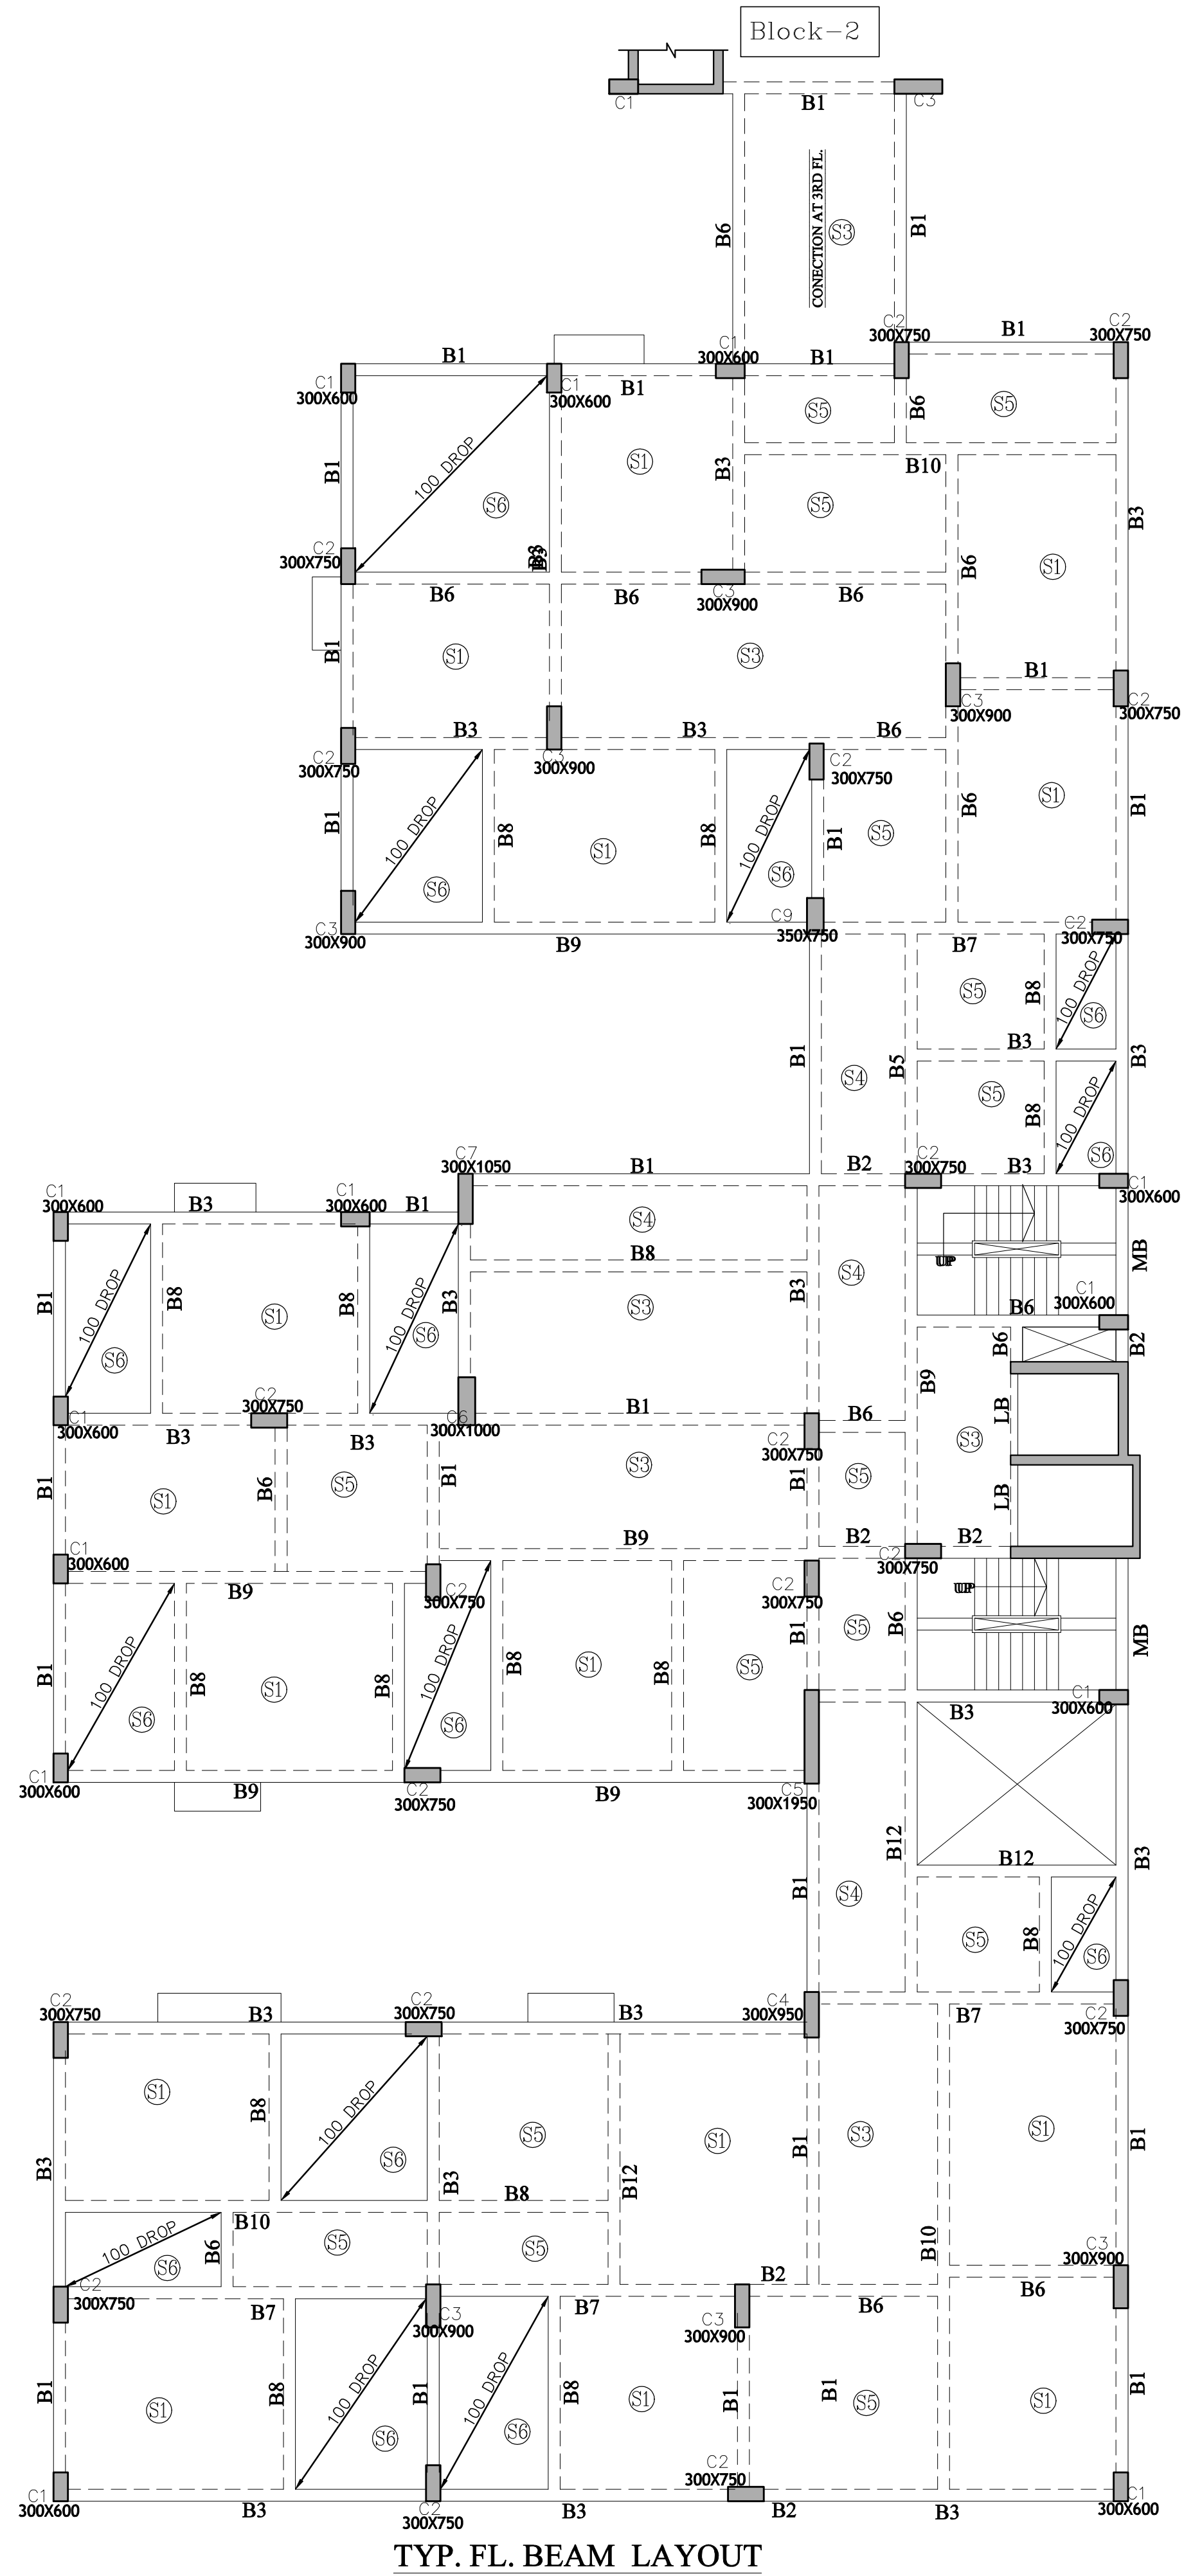 Block-2
C1
B1
C3
CONECTION AT 3RD FL.
B6
S3
B1
C2
300X750
B1
C2
300X750
B1
C1
300X600
B1
C1
300X600
C1
300X600
B1
S5
B6
S5
100 DROP
S1
B3
B10
B1
S6
S5
B3
C2
300X750
B3
B6
S1
B6
B6
C3
300X900
B6
B1
S1
S3
B1
C3
300X900
C2
300X750
B3
B3
B6
C2
300X750
C3
300X900
C2
300X750
B1
100 DROP
B8
S1
B8
100 DROP
B1
S5
B6
S1
B1
S6
S6
C3
300X900
B9
C9
350X750
B7
C2
300X750
S5
B8
100 DROP
S6
B1
B5
B3
B3
S4
S5
B8
100 DROP
S6
C7
300X1050
B1
B2
C2
300X750
B3
C1
300X600
C1
300X600
B3
C1
300X600
B1
S4
B8
S4
UP
MB
B1
100 DROP
B8
S1
B8
100 DROP
B3
S3
B3
C1
300X600
B6
S6
S6
B6
B2
B9
C1
300X600
C2
300X750
C6
300X1000
B1
B6
LB
B3
B3
C2
300X750
S3
B1
S1
B6
S5
B1
S3
B1
S5
LB
C1
300X600
B9
B2
C2
300X750
B2
B9
C2
300X750
C2
300X750
UP
B1
100 DROP
B8
S1
B8
100 DROP
B8
S1
B8
S5
B1
S5
B6
MB
S6
S6
C1
300X600
B9
C2
300X750
B9
C5
300X1950
B3
C1
300X600
B12
B12
B3
B1
S4
S5
B8
100 DROP
S6
C2
300X750
B3
C2
300X750
B3
C4
300X950
B7
C2
300X750
S1
B8
100 DROP
S6
S5
S1
B1
S3
S1
B1
B3
B3
B12
B8
100 DROP
B6
B10
S5
S5
B10
S6
C3
300X900
C2
300X750
B2
B6
B7
C3
300X900
B7
C3
300X900
B6
B1
S1
B8
100 DROP
B1
100 DROP
B8
S1
B1
B1
S5
S1
B1
S6
S6
C1
300X600
B3
C2
300X750
B3
C2
300X750
B2
B3
C1
300X600
TYP. FL. BEAM LAYOUT